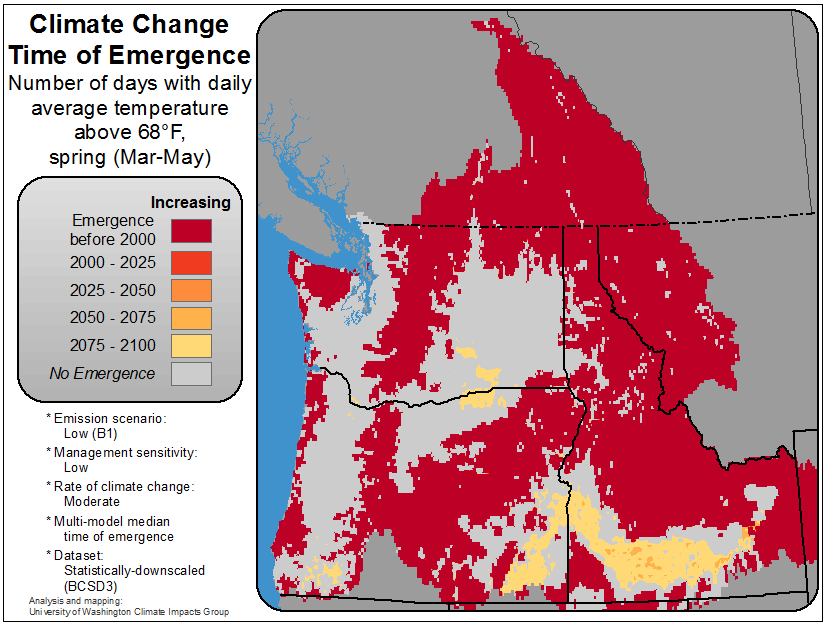 Climate Change
Time of Emergence
Number of days with daily
average temperature
above 68°F,
spring (Mar-May)
Increasing
Emergence
before 2000
2000 - 2025
2025 - 2050
2050 - 2075
2075 - 2100
No Emergence
* Emission scenario:
Low (B1)
* Management sensitivity:
Low
* Rate of climate change:
Moderate
* Multi-model median
time of emergence
* Dataset:
Statistically-downscaled
(BCSD3)
Analysis and mapping:
University of Washington Climate Impacts Group